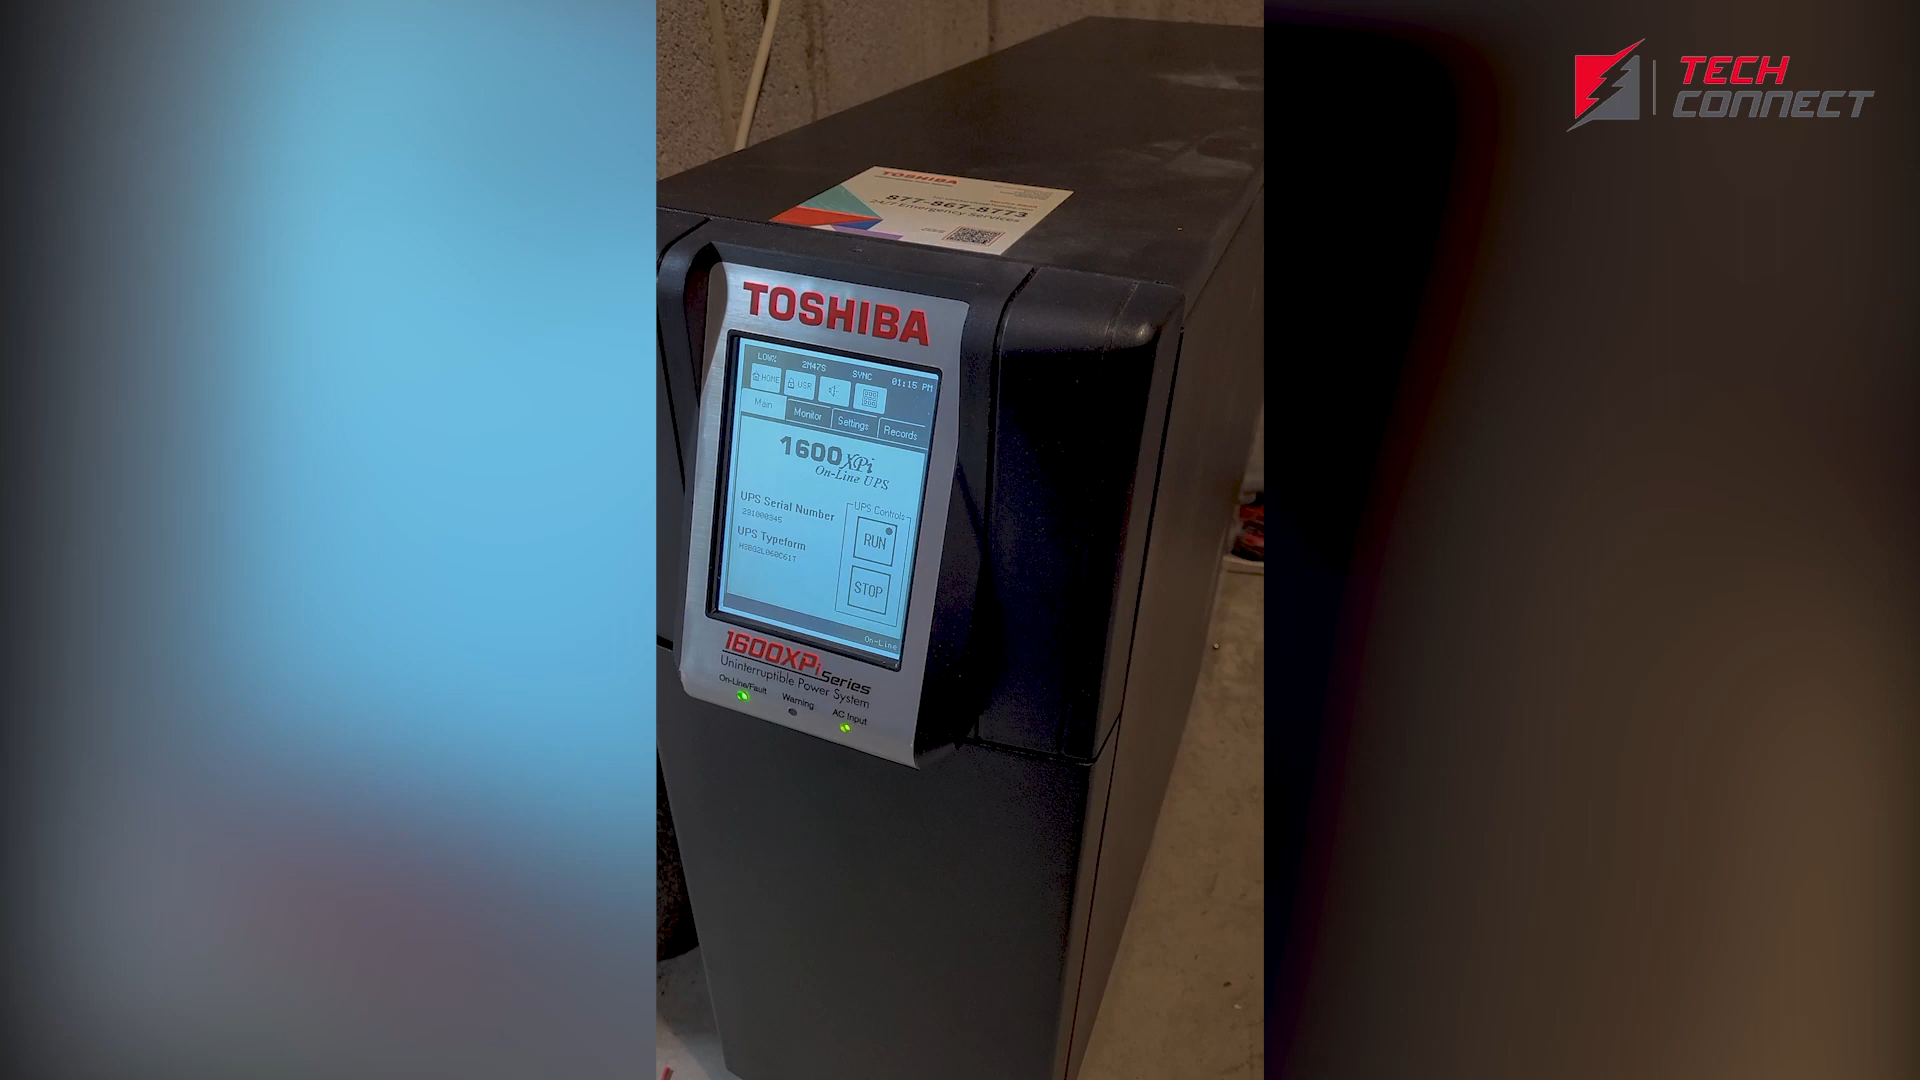 TECH
CONNECT
TOSHIBA
877-867-8773
24/7 Emergency Services
TOSHIBA
2M47S
SYNC
01:15 PM
HOME
USR
Main
Monitor
Settings
Records
1600XPi
On-Line UPS
UPS Serial Number
231000345
UPS Typeform
UPS Controls
RUN
STOP
On-Line
1600XPi Series
Uninterruptible Power System
On-Line/Fault
Warning
AC Input